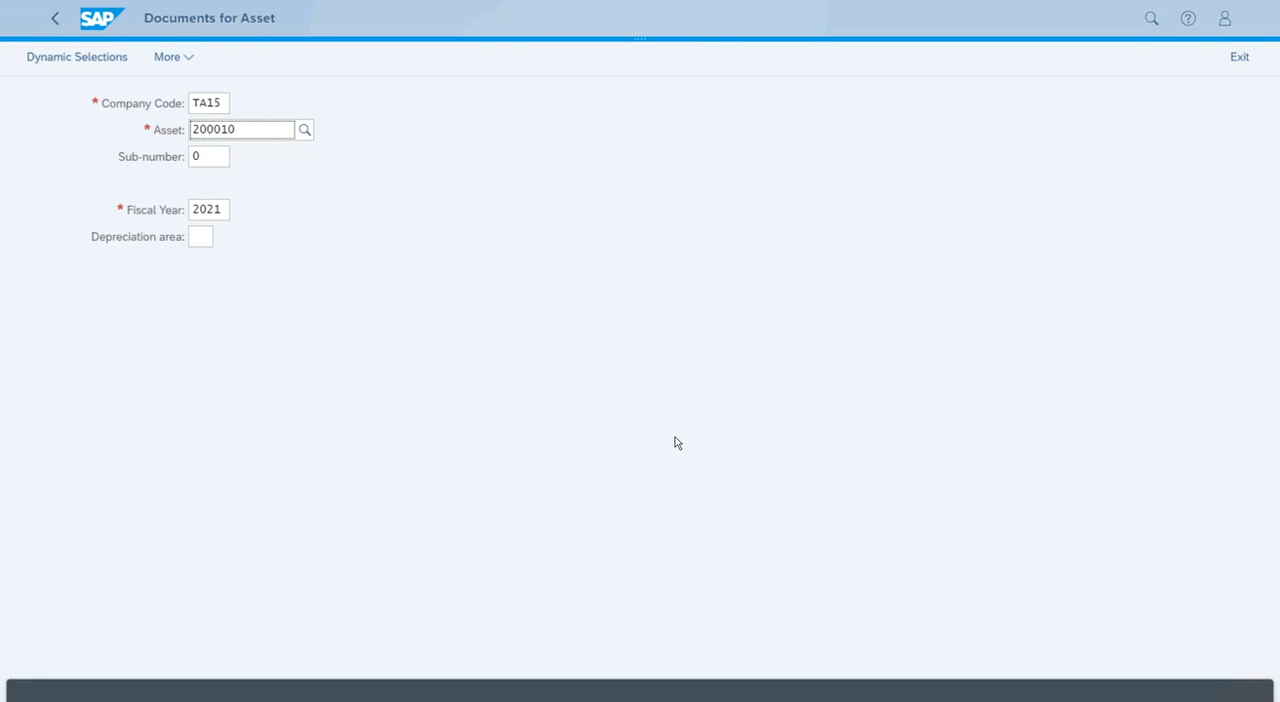 SAP Documents for Asset
Dynamic Selections More Exit
* Company Code: TA15
* Asset: 200010
Sub-number: 0
* Fiscal Year: 2021
Depreciation area: